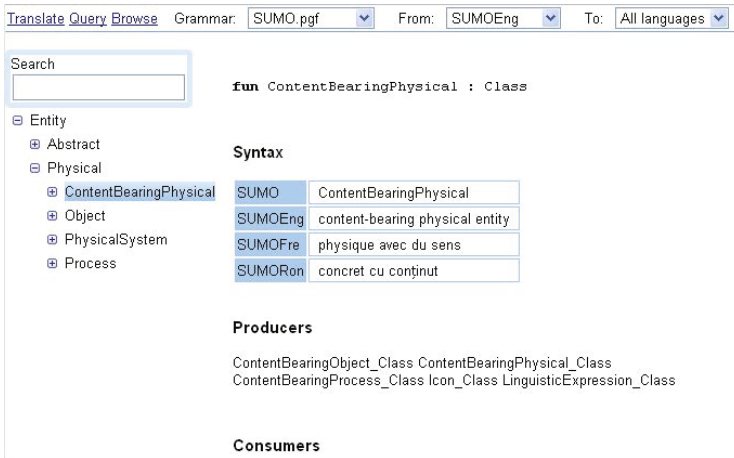 Translate Query Browse Grammar: SUMO.pgf From: SUMOEng To: All languages
Search
Entity
Abstract
Physical
ContentBearingPhysical
Object
PhysicalSystem
Process
fun ContentBearingPhysical : Class
Syntax
SUMO ContentBearingPhysical
SUMOEng content-bearing physical entity
SUMOFre physique avec du sens
SUMORon concret cu conținut
Producers
ContentBearingObject_Class ContentBearingPhysical_Class
ContentBearingProcess_Class Icon_Class LinguisticExpression_Class
Consumers